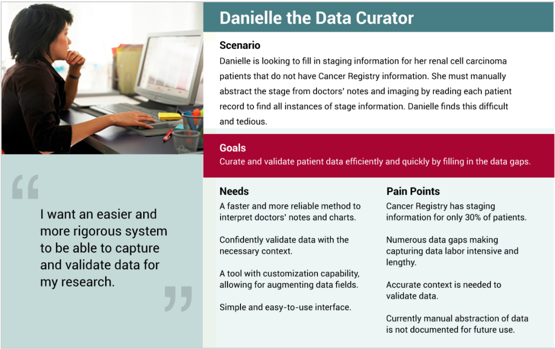 Danielle the Data Curator
Scenario
Danielle is looking to fill in staging information for her renal cell carcinoma
patients that do not have Cancer Registry information. She must manually
abstract the stage from doctors' notes and imaging by reading each patient
record to find all instances of stage information. Danielle finds this difficult
and tedious.
Goals
Curate and validate patient data efficiently and quickly by filling in the data gaps.
“
I want an easier and
more rigorous system
to be able to capture
and validate data for
my research.
”
Needs
A faster and more reliable method to
interpret doctors' notes and charts.
Confidently validate data with the
necessary context.
A tool with customization capability,
allowing for augmenting data fields.
Simple and easy-to-use interface.
Pain Points
Cancer Registry has staging
information for only 30% of patients.
Numerous data gaps making
capturing data labor intensive and
lengthy.
Accurate context is needed to
validate data.
Currently manual abstraction of data
is not documented for future use.